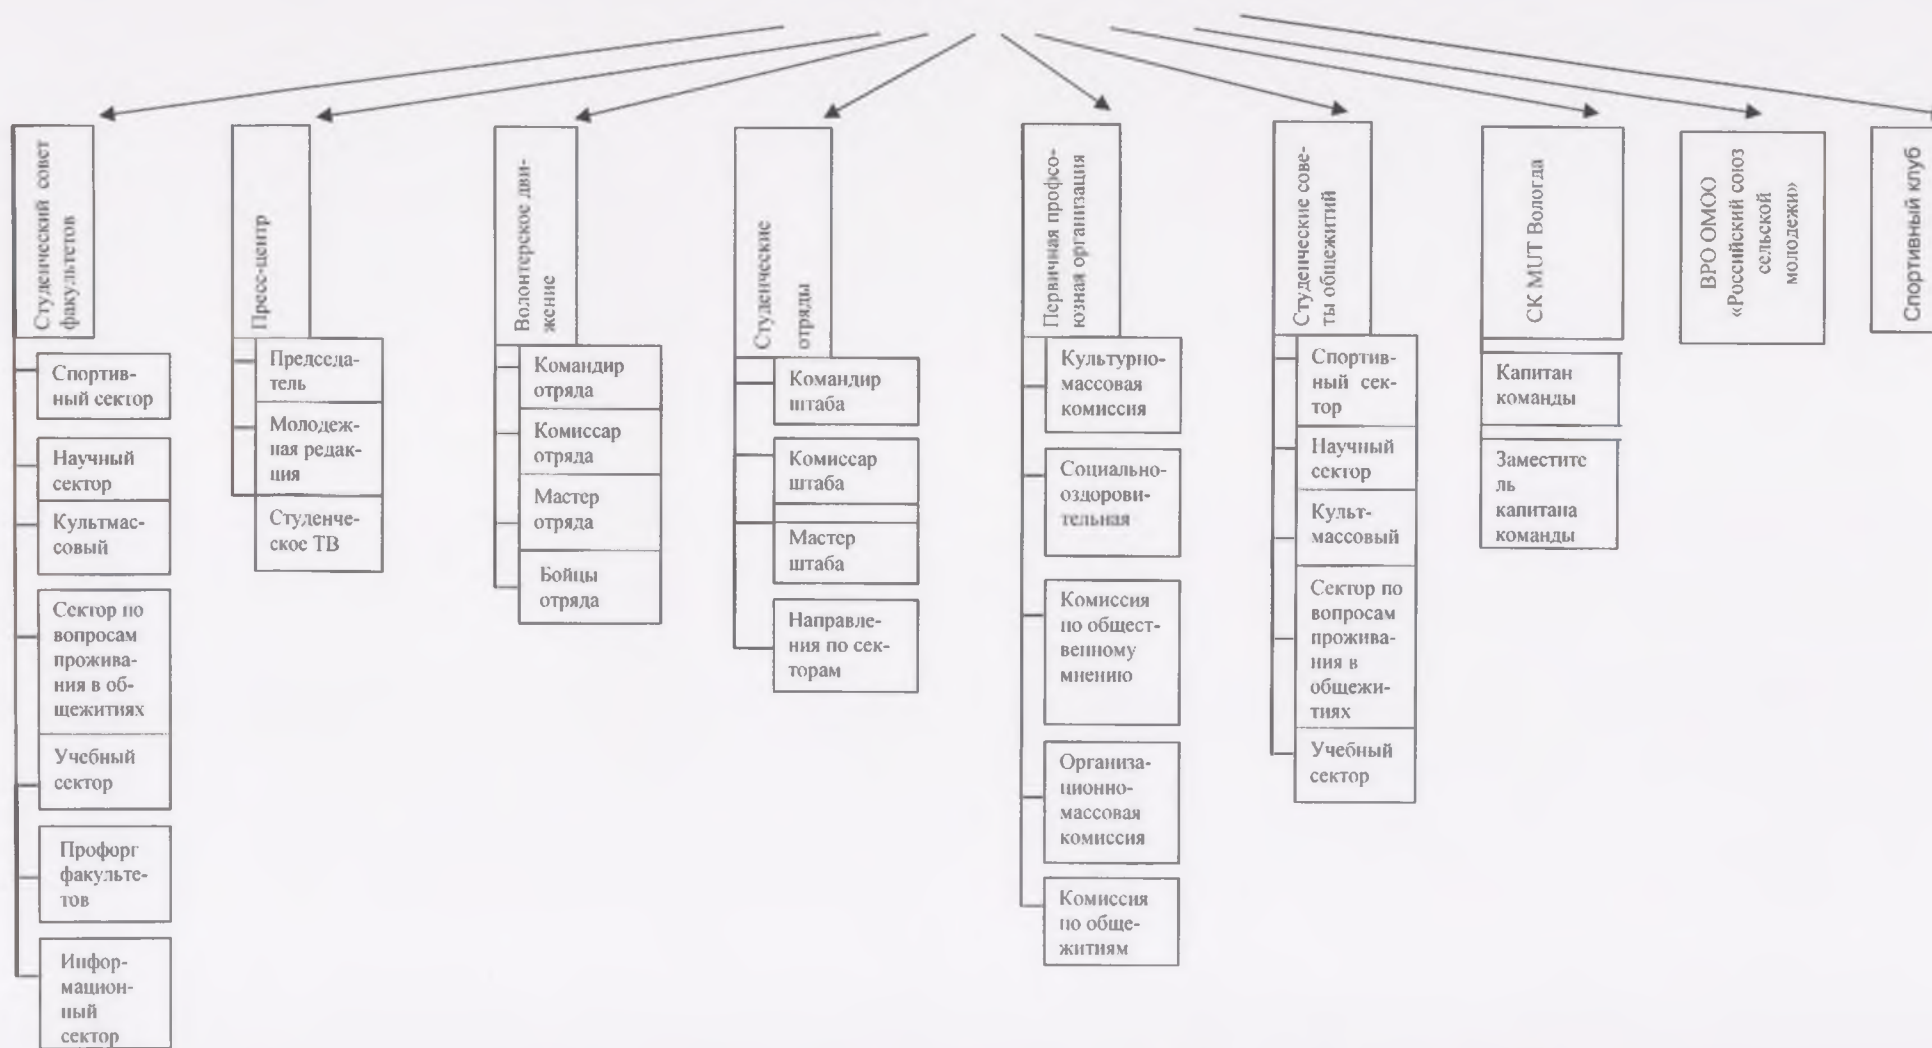 Студенческий совет
факультетов
Спортив-
ный сектор
Научный
сектор
Культмас-
совый
Сектор по
вопросам
прожива-
ния в об-
щежитиях
Учебный
сектор
Профорг
факульте-
тов
Инфор-
мацион-
ный
сектор
Пресс-центр
Председа-
тель
Молодеж-
ная редак-
ция
Студенче-
ское ТВ
Волонтерское дви-
жение
Командир
отряда
Комиссар
отряда
Мастер
отряда
Бойцы
отряда
Студенческие
отряды
Командир
штаба
Комиссар
штаба
Мастер
штаба
Направле-
ния по сек-
торам
Первичная профсо-
юзная организация
Культурно-
массовая
комиссия
Социально-
оздорови-
тельная
Комиссия
по общест-
венному
мнению
Организа-
ционно-
массовая
комиссия
Комиссия
по обще-
житиям
Студенческие сове-
ты общежитий
Спортив-
ный сек-
тор
Научный
сектор
Культ-
массовый
Сектор по
вопросам
прожива-
ния в
общежи-
тиях
Учебный
сектор
СК MUT Вологда
Капитан
команды
Заместите
ль
капитана
команды
ВРО ОМОО
«Российский союз
сельской
молодежи»
Спортивный клуб